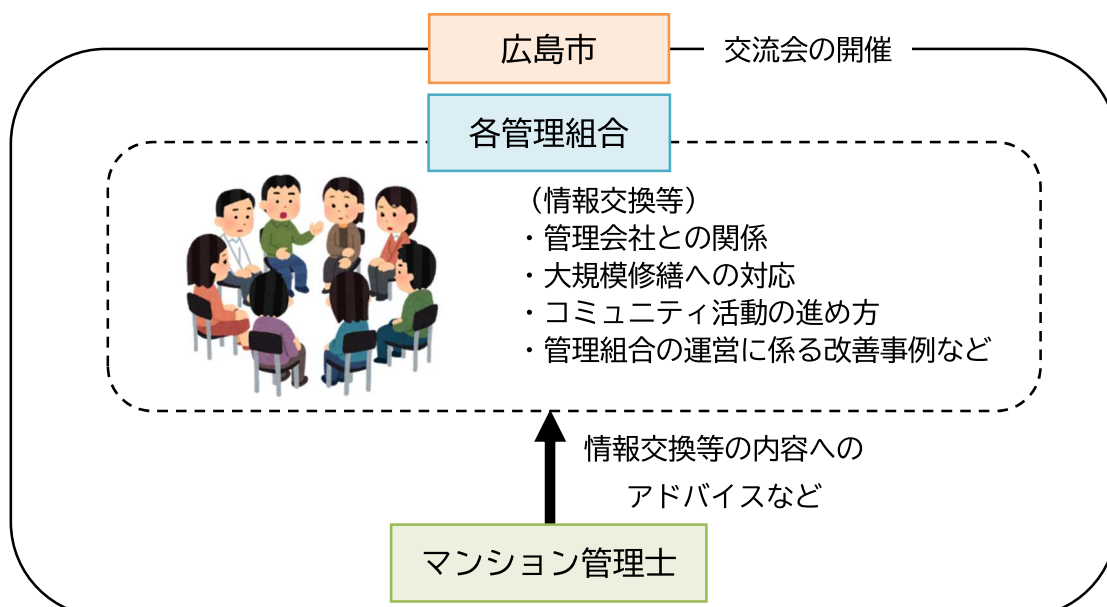 広島市
交流会の開催
各管理組合
（情報交換等）
・管理会社との関係
・大規模修繕への対応
・コミュニティ活動の進め方
・管理組合の運営に係る改善事例など
情報交換等の内容への
アドバイスなど
マンション管理士